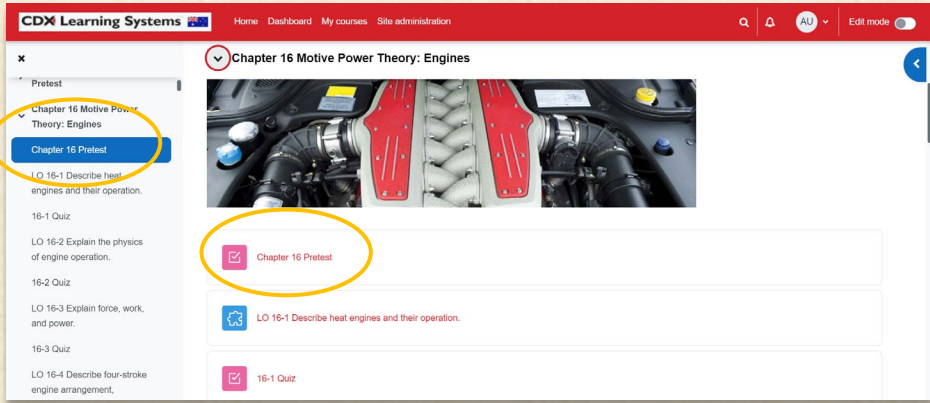 CDX Learning Systems
Home Dashboard My courses Site administration
AU
Edit mode
Pretest
Chapter 16 Motive Power
Theory: Engines
Chapter 16 Pretest
LO 16-1 Describe heat
engines and their operation.
16-1 Quiz
LO 16-2 Explain the physics
of engine operation.
16-2 Quiz
LO 16-3 Explain force, work,
and power.
16-3 Quiz
LO 16-4 Describe four-stroke
engine arrangement,
Chapter 16 Motive Power Theory: Engines
Chapter 16 Pretest
LO 16-1 Describe heat engines and their operation.
16-1 Quiz